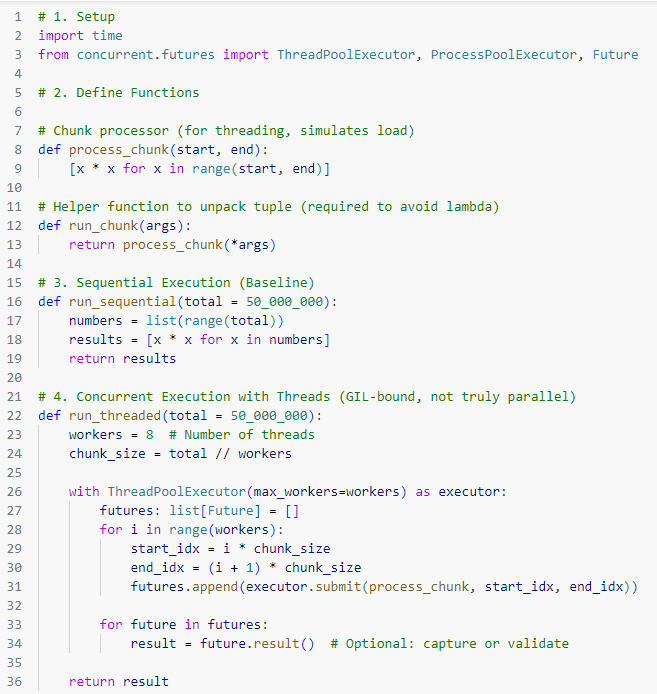 1 # 1. Setup
2 import time
3 from concurrent.futures import ThreadPoolExecutor, ProcessPoolExecutor, Future
4
5 # 2. Define Functions
6
7 # Chunk processor (for threading, simulates load)
8 def process_chunk(start, end):
9     [x * x for x in range(start, end)]
10
11 # Helper function to unpack tuple (required to avoid lambda)
12 def run_chunk(args):
13     return process_chunk(*args)
14
15 # 3. Sequential Execution (Baseline)
16 def run_sequential(total = 50_000_000):
17     numbers = list(range(total))
18     results = [x * x for x in numbers]
19     return results
20
21 # 4. Concurrent Execution with Threads (GIL-bound, not truly parallel)
22 def run_threaded(total = 50_000_000):
23     workers = 8  # Number of threads
24     chunk_size = total // workers
25
26     with ThreadPoolExecutor(max_workers=workers) as executor:
27         futures: list[Future] = []
28         for i in range(workers):
29             start_idx = i * chunk_size
30             end_idx = (i + 1) * chunk_size
31             futures.append(executor.submit(process_chunk, start_idx, end_idx))
32
33         for future in futures:
34             result = future.result()  # Optional: capture or validate
35
36     return result